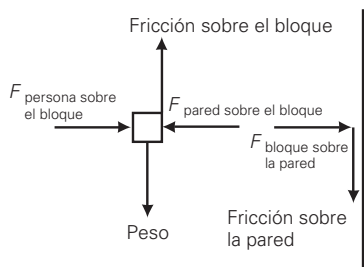 Fricción sobre el bloque
F persona sobre
el bloque
F pared sobre el bloque
F bloque sobre
la pared
Peso
Fricción sobre
la pared